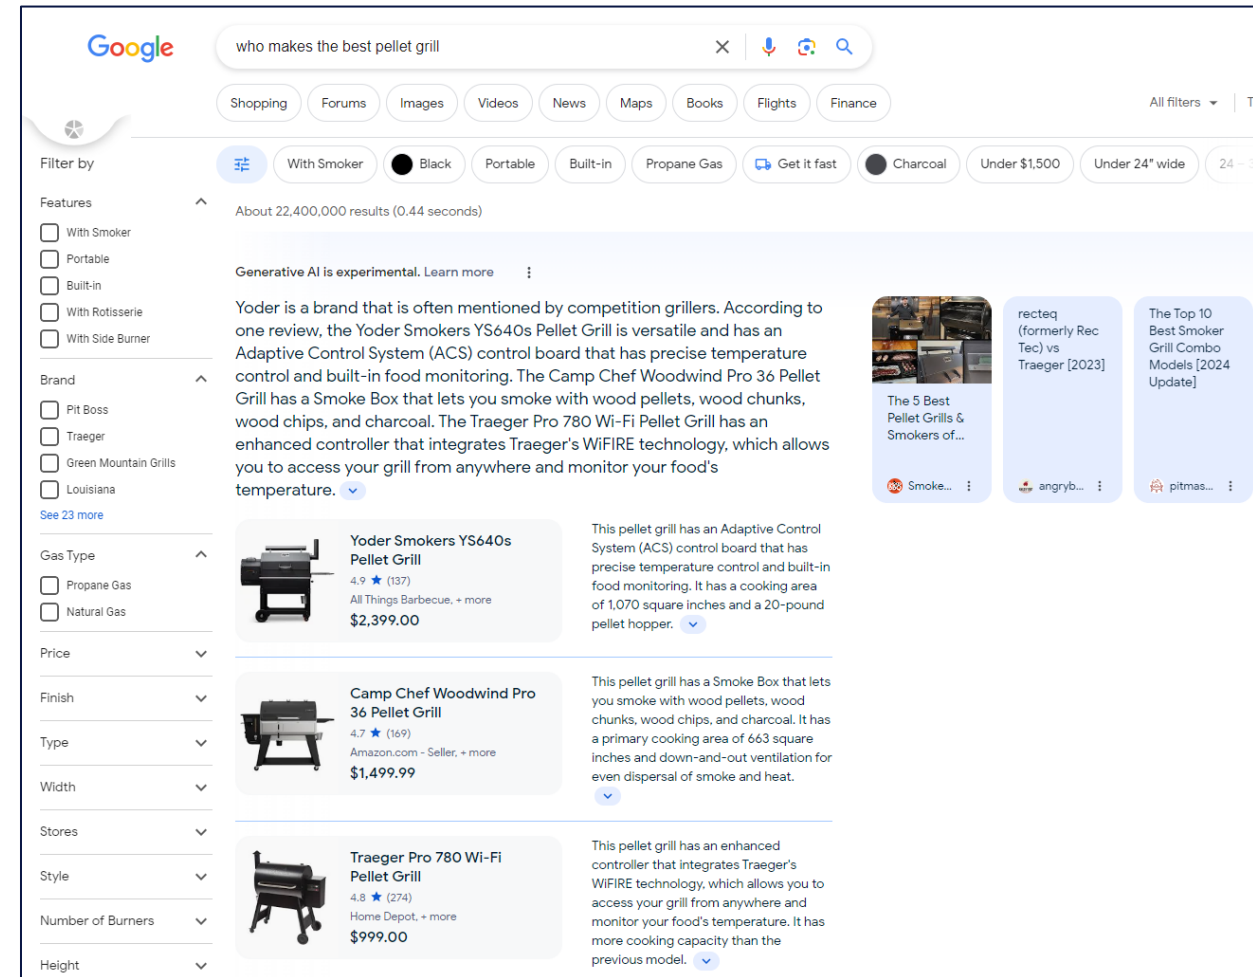 Google
who makes the best pellet grill
Shopping
Forums
Images
Videos
News
Maps
Books
Flights
Finance
All filters
Filter by
With Smoker
Black
Portable
Built-in
Propane Gas
Get it fast
Charcoal
Under $1,500
Under 24" wide
24 –
Features
With Smoker
Portable
Built-in
With Rotisserie
With Side Burner
Brand
Pit Boss
Traeger
Green Mountain Grills
Louisiana
See 23 more
Gas Type
Propane Gas
Natural Gas
Price
Finish
Type
Width
Stores
Style
Number of Burners
Height
About 22,400,000 results (0.44 seconds)
Generative AI is experimental. Learn more
Yoder is a brand that is often mentioned by competition grillers. According to
one review, the Yoder Smokers YS640s Pellet Grill is versatile and has an
Adaptive Control System (ACS) control board that has precise temperature
control and built-in food monitoring. The Camp Chef Woodwind Pro 36 Pellet
Grill has a Smoke Box that lets you smoke with wood pellets, wood chunks,
wood chips, and charcoal. The Traeger Pro 780 Wi-Fi Pellet Grill has an
enhanced controller that integrates Traeger's WiFIRE technology, which allows
you to access your grill from anywhere and monitor your food's
temperature.
The 5 Best
Pellet Grills &
Smokers of...
Smoke...
recteq
(formerly Rec
Tec) vs
Traeger [2023]
angryb...
The Top 10
Best Smoker
Grill Combo
Models [2024
Update]
pitmas...
Yoder Smokers YS640s
Pellet Grill
4.9 ★ (137)
All Things Barbecue, + more
$2,399.00
This pellet grill has an Adaptive Control
System (ACS) control board that has
precise temperature control and built-in
food monitoring. It has a cooking area
of 1,070 square inches and a 20-pound
pellet hopper.
Camp Chef Woodwind Pro
36 Pellet Grill
4.7 ★ (169)
Amazon.com - Seller, + more
$1,499.99
This pellet grill has a Smoke Box that lets
you smoke with wood pellets, wood
chunks, wood chips, and charcoal. It has
a primary cooking area of 663 square
inches and down-and-out ventilation for
even dispersal of smoke and heat.
Traeger Pro 780 Wi-Fi
Pellet Grill
4.8 ★ (274)
Home Depot, + more
$999.00
This pellet grill has an enhanced
controller that integrates Traeger's
WiFIRE technology, which allows you to
access your grill from anywhere and
monitor your food's temperature. It has
more cooking capacity than the
previous model.